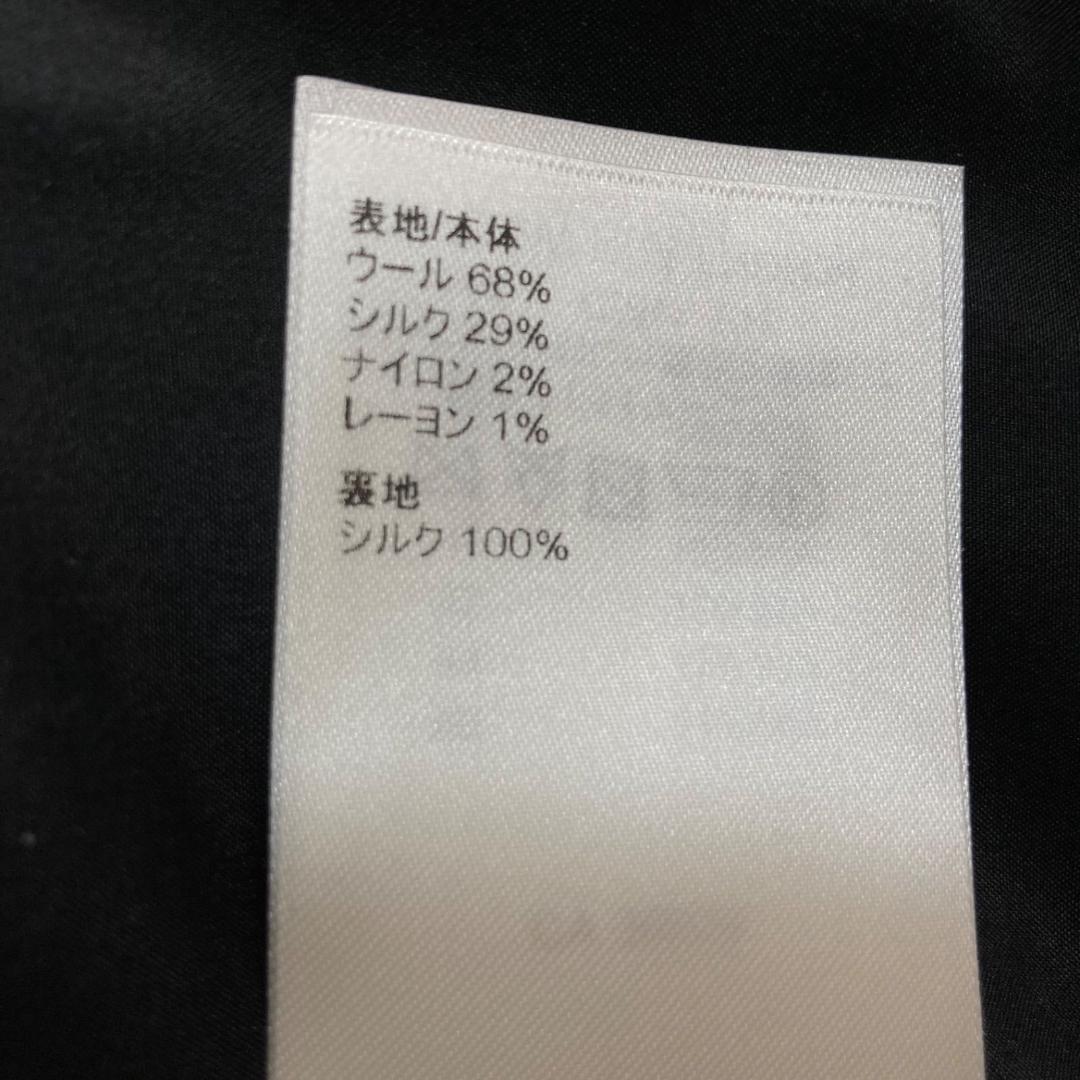 表地/本体
ウール 68%
シルク 29%
ナイロン 2%
レーヨン 1%
裏地
シルク 100%